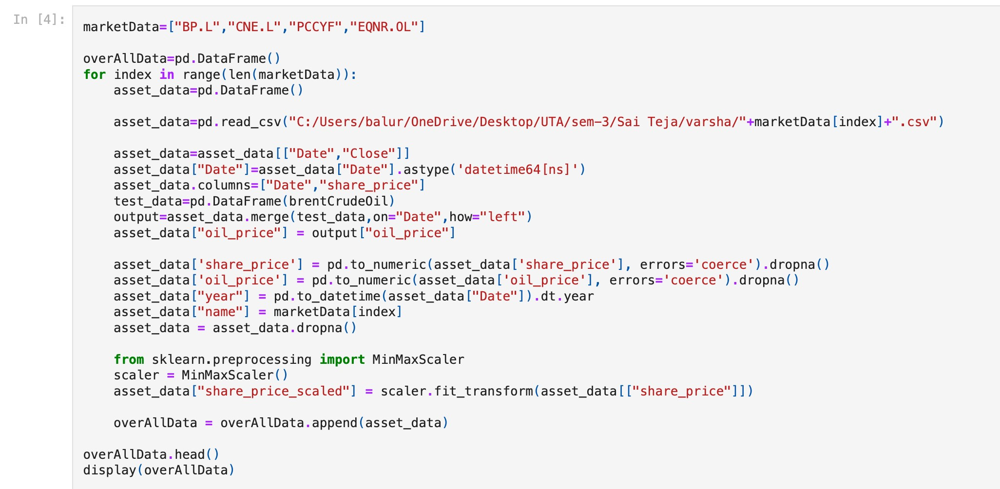 In [4]:
marketData=["BP.L","CNE.L","PCCYF","EQNR.OL"]
overAllData=pd.DataFrame()
for index in range(len(marketData)):
    asset_data=pd.DataFrame()
    asset_data=pd.read_csv("C:/Users/balur/OneDrive/Desktop/UTA/sem-3/Sai Teja/varsha/"+marketData[index]+".csv")
    asset_data=asset_data[["Date","Close"]]
    asset_data["Date"]=asset_data["Date"].astype('datetime64[ns]')
    asset_data.columns=["Date","share_price"]
    test_data=pd.DataFrame(brentCrudeOil)
    output=asset_data.merge(test_data,on="Date",how="left")
    asset_data["oil_price"] = output["oil_price"]
    asset_data['share_price'] = pd.to_numeric(asset_data['share_price'], errors='coerce').dropna()
    asset_data['oil_price'] = pd.to_numeric(asset_data['oil_price'], errors='coerce').dropna()
    asset_data["year"] = pd.to_datetime(asset_data["Date"]).dt.year
    asset_data["name"] = marketData[index]
    asset_data = asset_data.dropna()
    from sklearn.preprocessing import MinMaxScaler
    scaler = MinMaxScaler()
    asset_data["share_price_scaled"] = scaler.fit_transform(asset_data[["share_price"]])
    overAllData = overAllData.append(asset_data)
overAllData.head()
display(overAllData)